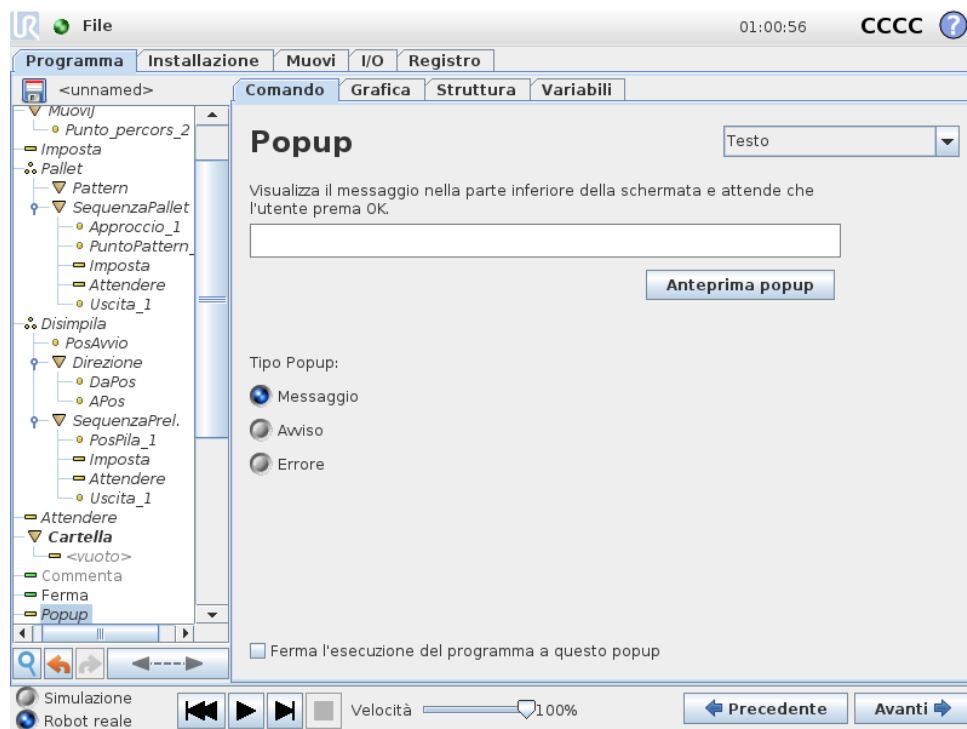 UR File 01:00:56 CCCC ?
Programma Installazione Muovi I/O Registro
<unnamed>
Comando Grafica Struttura Variabili
MuoviJ
Punto_percors_2
Imposta
Pallet
Pattern
SequenzaPallet
Approccio_1
PuntoPattern_
Imposta
Attendere
Uscita_1
Disimpila
PosAvvio
Direzione
DaPos
APos
SequenzaPrel.
PosPila_1
Imposta
Attendere
Uscita_1
Attendere
Cartella
<vuoto>
Commenta
Ferma
Popup
Popup
Testo
Visualizza il messaggio nella parte inferiore della schermata e attende che
l'utente prema OK.
Anteprima popup
Tipo Popup:
Messaggio
Avviso
Errore
Ferma l'esecuzione del programma a questo popup
Simulazione
Robot reale
Velocità 100%
Precedente
Avanti